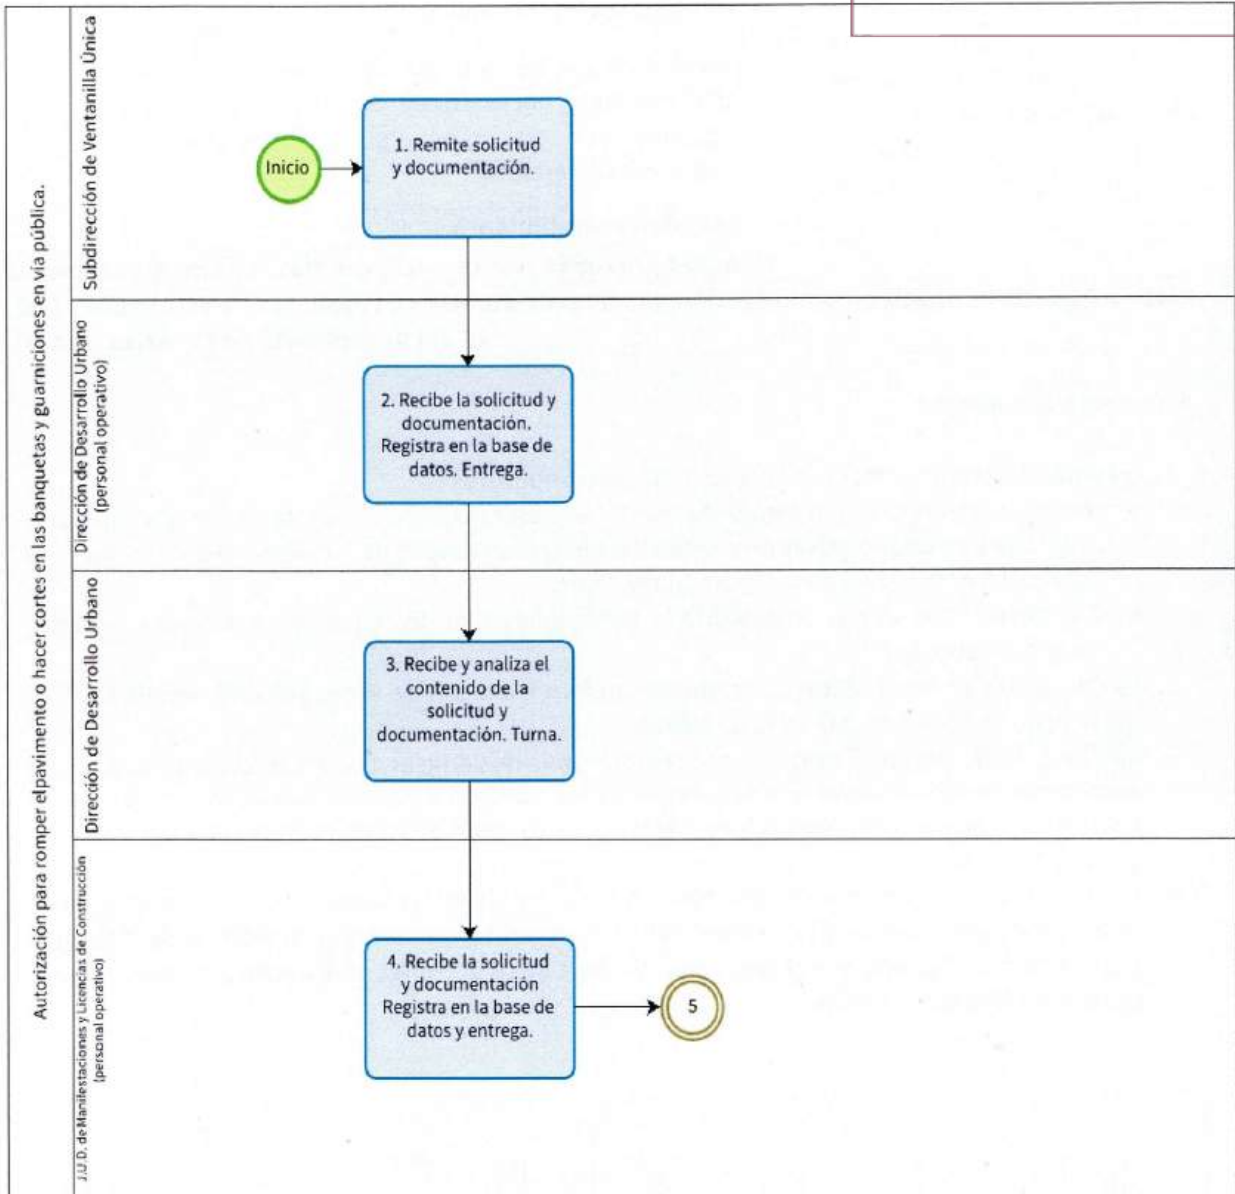 Autorización para romper elpavimento o hacer cortes en las banquetas y guarniciones en vía pública.
Subdirección de Ventanilla Única
Inicio
1. Remite solicitud
y documentación.
Dirección de Desarrollo Urbano
(personal operativo)
2. Recibe la solicitud y
documentación.
Registra en la base de
datos. Entrega.
Dirección de Desarrollo Urbano
3. Recibe y analiza el
contenido de la
solicitud y
documentación. Turna.
J.U.D. de Manifestaciones y Licencias de Construcción
(personal operativo)
4. Recibe la solicitud
y documentación
Registra en la base de
datos y entrega.
5